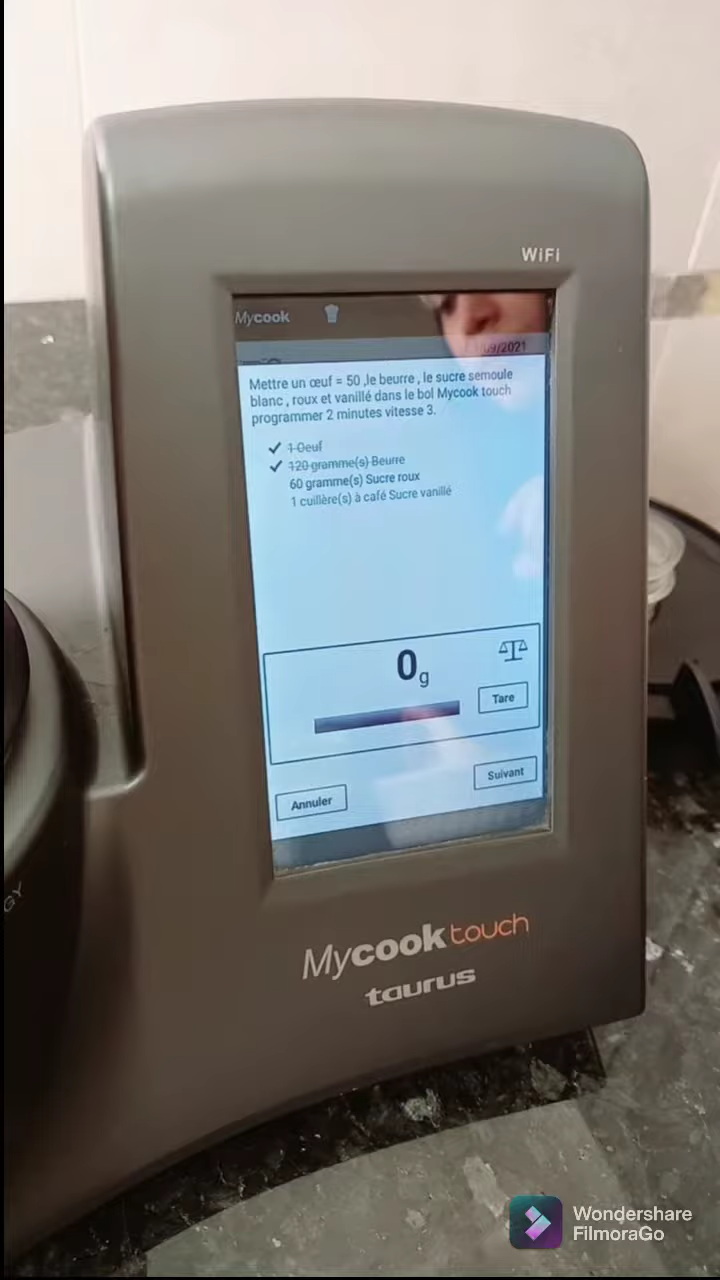 WiFi
Mycook
/09/2021
Mettre un œuf = 50 ,le beurre , le sucre semoule
blanc , roux et vanillé dans le bol Mycook touch
programmer 2 minutes vitesse 3.
1 Oeuf
120 gramme(s) Beurre
60 gramme(s) Sucre roux
1 cuillère(s) à café Sucre vanillé
0g
Tare
Suivant
Annuler
GY
Mycook touch
taurus
Wondershare
FilmoraGo